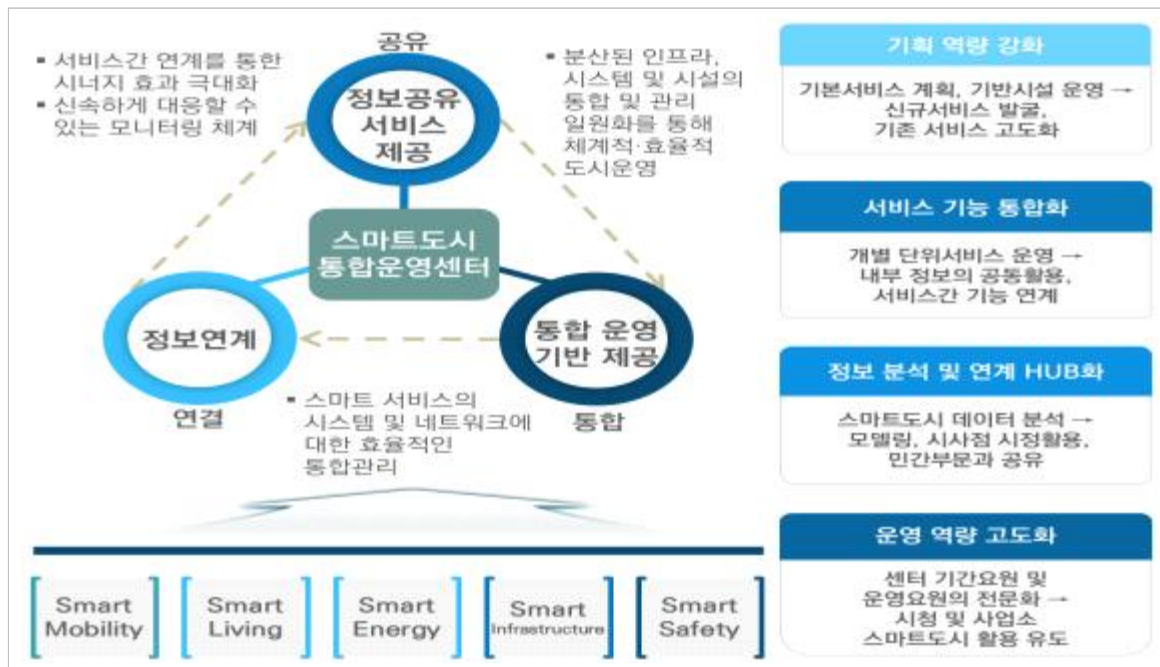 공유
▪ 서비스간 연계를 통한
시너지 효과 극대화
▪ 신속하게 대응할 수
있는 모니터링 체계
정보공유
서비스
제공
▪ 분산된 인프라,
시스템 및 시설의
통합 및 관리
일원화를 통해
체계적·효율적
도시운영
스마트도시
통합운영센터
정보연계
연결
통합 운영
기반 제공
통합
▪ 스마트 서비스의
시스템 및 네트워크에
대한 효율적인
통합관리
Smart
Mobility
Smart
Living
Smart
Energy
Smart
Infrastructure
Smart
Safety
기획 역량 강화
기본서비스 계획, 기반시설 운영 →
신규서비스 발굴,
기존 서비스 고도화
서비스 기능 통합화
개별 단위서비스 운영 →
내부 정보의 공동활용,
서비스간 기능 연계
정보 분석 및 연계 HUB화
스마트도시 데이터 분석 →
모델링, 시사점 시정활용,
민간부문과 공유
운영 역량 고도화
센터 기간요원 및
운영요원의 전문화 →
시청 및 사업소
스마트도시 활용 유도